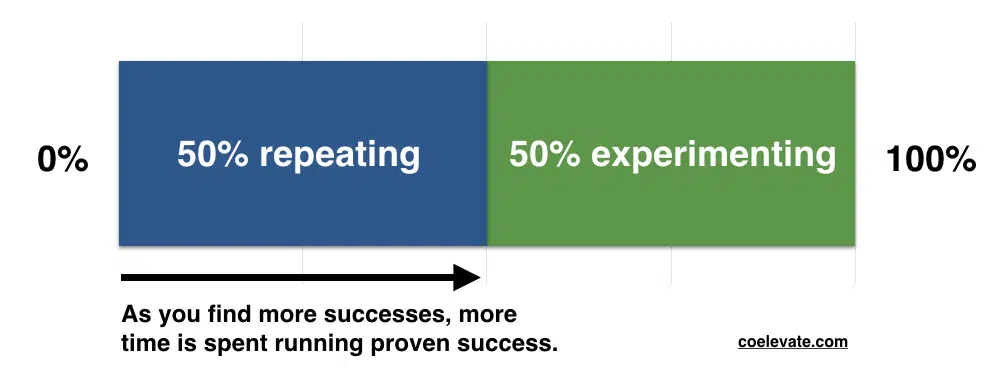 0%
50% repeating
50% experimenting
100%
As you find more successes, more
time is spent running proven success.
coelevate.com